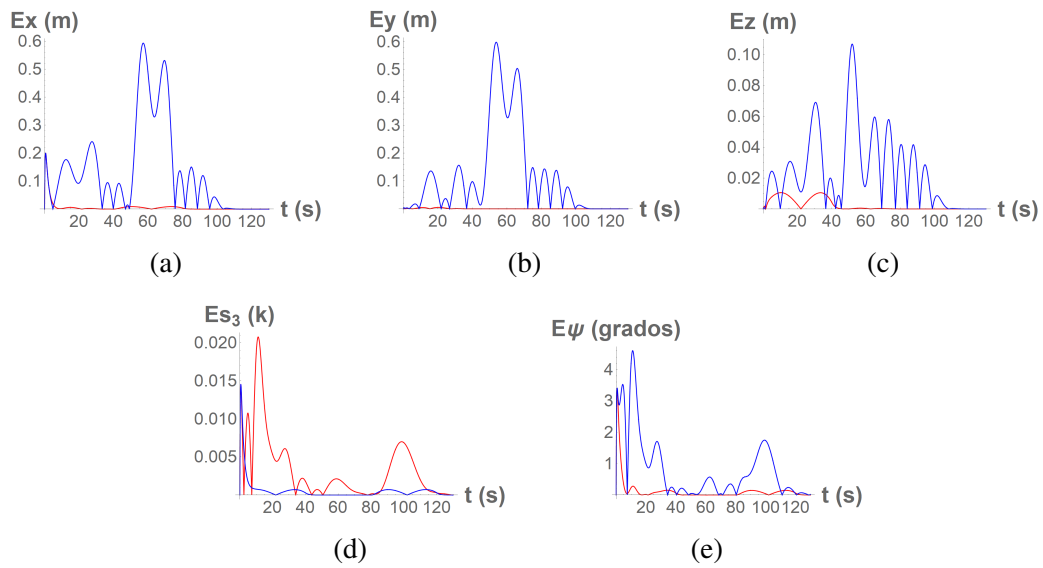 Ex (m)
0.6
0.5
0.4
0.3
0.2
0.1
20 40 60 80 100 120
t (s)
(a)
Ey (m)
0.6
0.5
0.4
0.3
0.2
0.1
20 40 60 80 100 120
t (s)
(b)
Ez (m)
0.10
0.08
0.06
0.04
0.02
20 40 60 80 100 120
t (s)
(c)
Es₃ (k)
0.020
0.015
0.010
0.005
20 40 60 80 100 120
t (s)
(d)
Eψ (grados)
4
3
2
1
20 40 60 80 100 120
t (s)
(e)